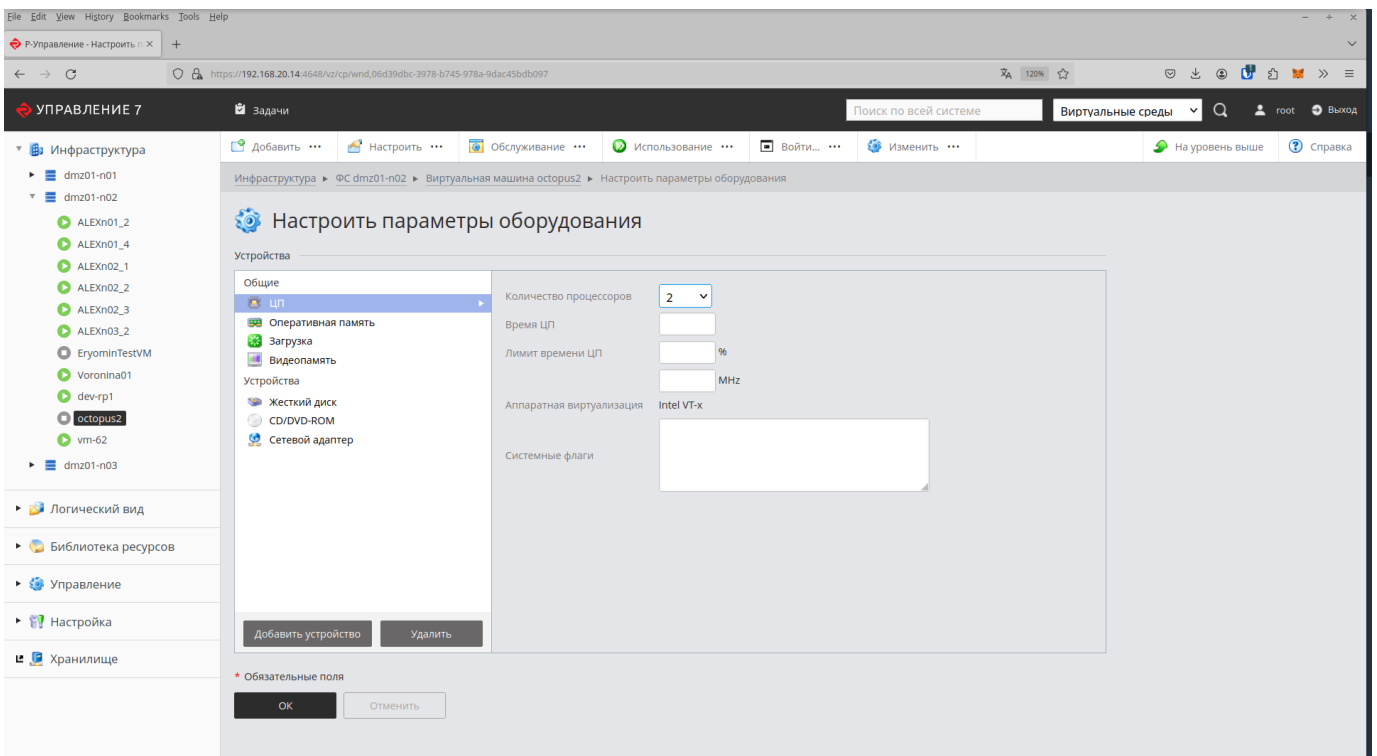 File Edit View History Bookmarks Tools Help
Р-Управление - Настроить п
https://192.168.20.14:4648/vz/cp/wnd,06d39dbc-3978-b745-978a-9dac45bdb097 120%
УПРАВЛЕНИЕ 7 Задачи Поиск по всей системе Виртуальные среды root Выход
Инфраструктура
dmz01-n01
dmz01-n02
ALEXn01_2
ALEXn01_4
ALEXn02_1
ALEXn02_2
ALEXn02_3
ALEXn03_2
EryominTestVM
Voronina01
dev-rp1
octopus2
vm-62
dmz01-n03
Логический вид
Библиотека ресурсов
Управление
Настройка
Хранилище
Добавить ••• Настроить ••• Обслуживание ••• Использование ••• Войти... ••• Изменить ••• На уровень выше Справка
Инфраструктура ▸ ФС dmz01-n02 ▸ Виртуальная машина octopus2 ▸ Настроить параметры оборудования
Настроить параметры оборудования
Устройства
Общие
ЦП
Оперативная память
Загрузка
Видеопамять
Устройства
Жесткий диск
CD/DVD-ROM
Сетевой адаптер
Добавить устройство Удалить
Количество процессоров 2
Время ЦП
Лимит времени ЦП %
MHz
Аппаратная виртуализация Intel VT-x
Системные флаги
* Обязательные поля
ОК Отменить